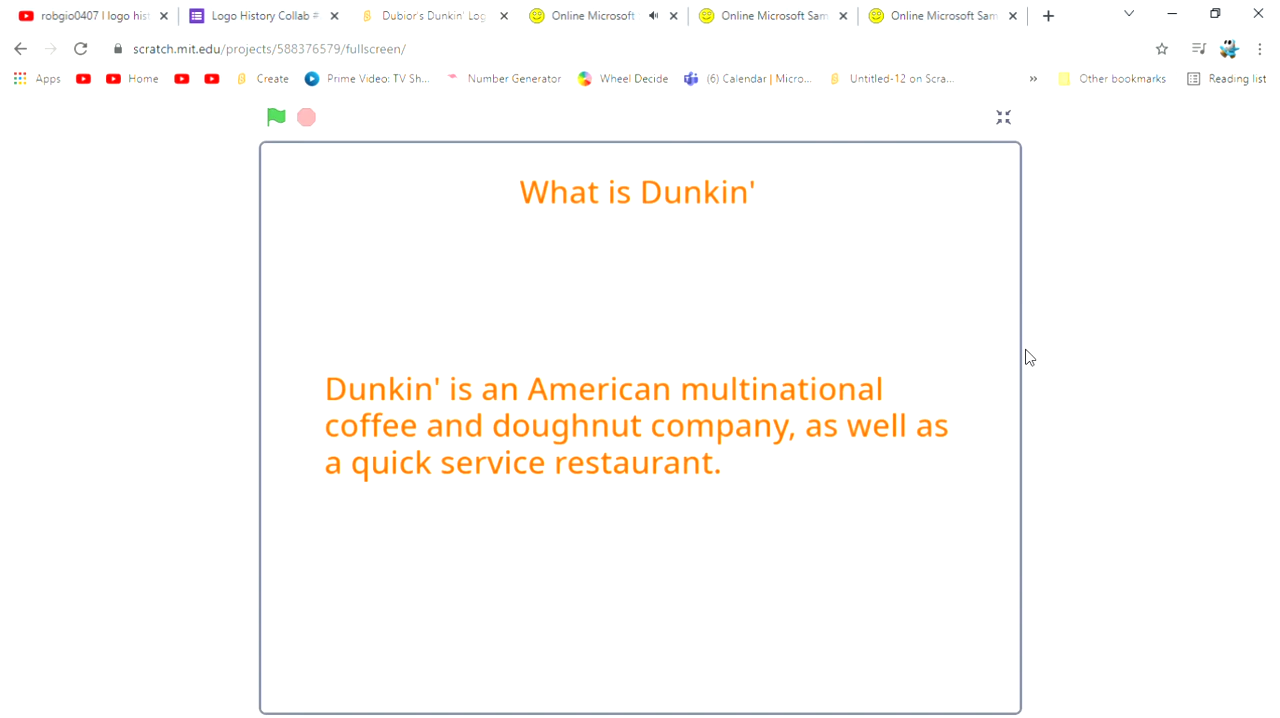 robgio0407 l logo hist
Logo History Collab =
Dubior's Dunkin' Log
Online Microsoft
Online Microsoft Sam
Online Microsoft Sam
scratch.mit.edu/projects/588376579/fullscreen/
Apps
Home
Create
Prime Video: TV Sh...
Number Generator
Wheel Decide
(6) Calendar | Micro...
Untitled-12 on Scra...
»
Other bookmarks
Reading list
What is Dunkin'
Dunkin' is an American multinational
coffee and doughnut company, as well as
a quick service restaurant.